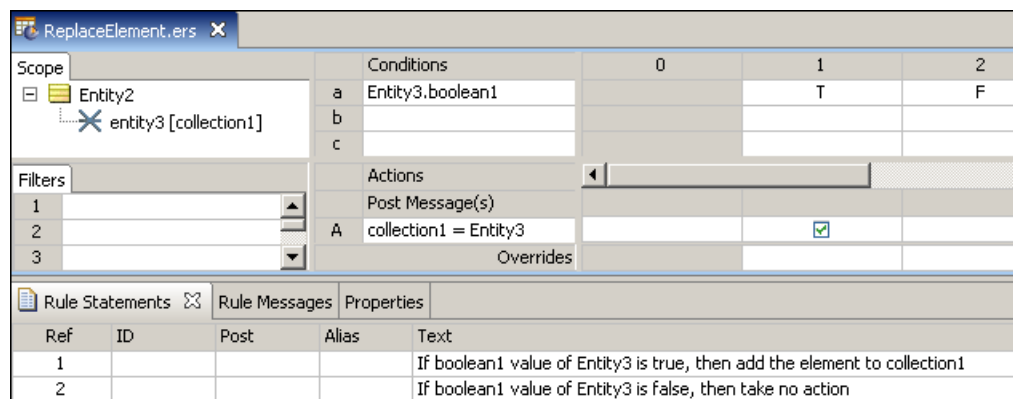 ReplaceElement.ers
Scope
Entity2
entity3 [collection1]
Conditions 0 1 2
a Entity3.boolean1 T F
b
c
Filters
1
2
3
Actions
Post Message(s)
A collection1 = Entity3
Overrides
Rule Statements Rule Messages Properties
Ref ID Post Alias Text
1 If boolean1 value of Entity3 is true, then add the element to collection1
2 If boolean1 value of Entity3 is false, then take no action